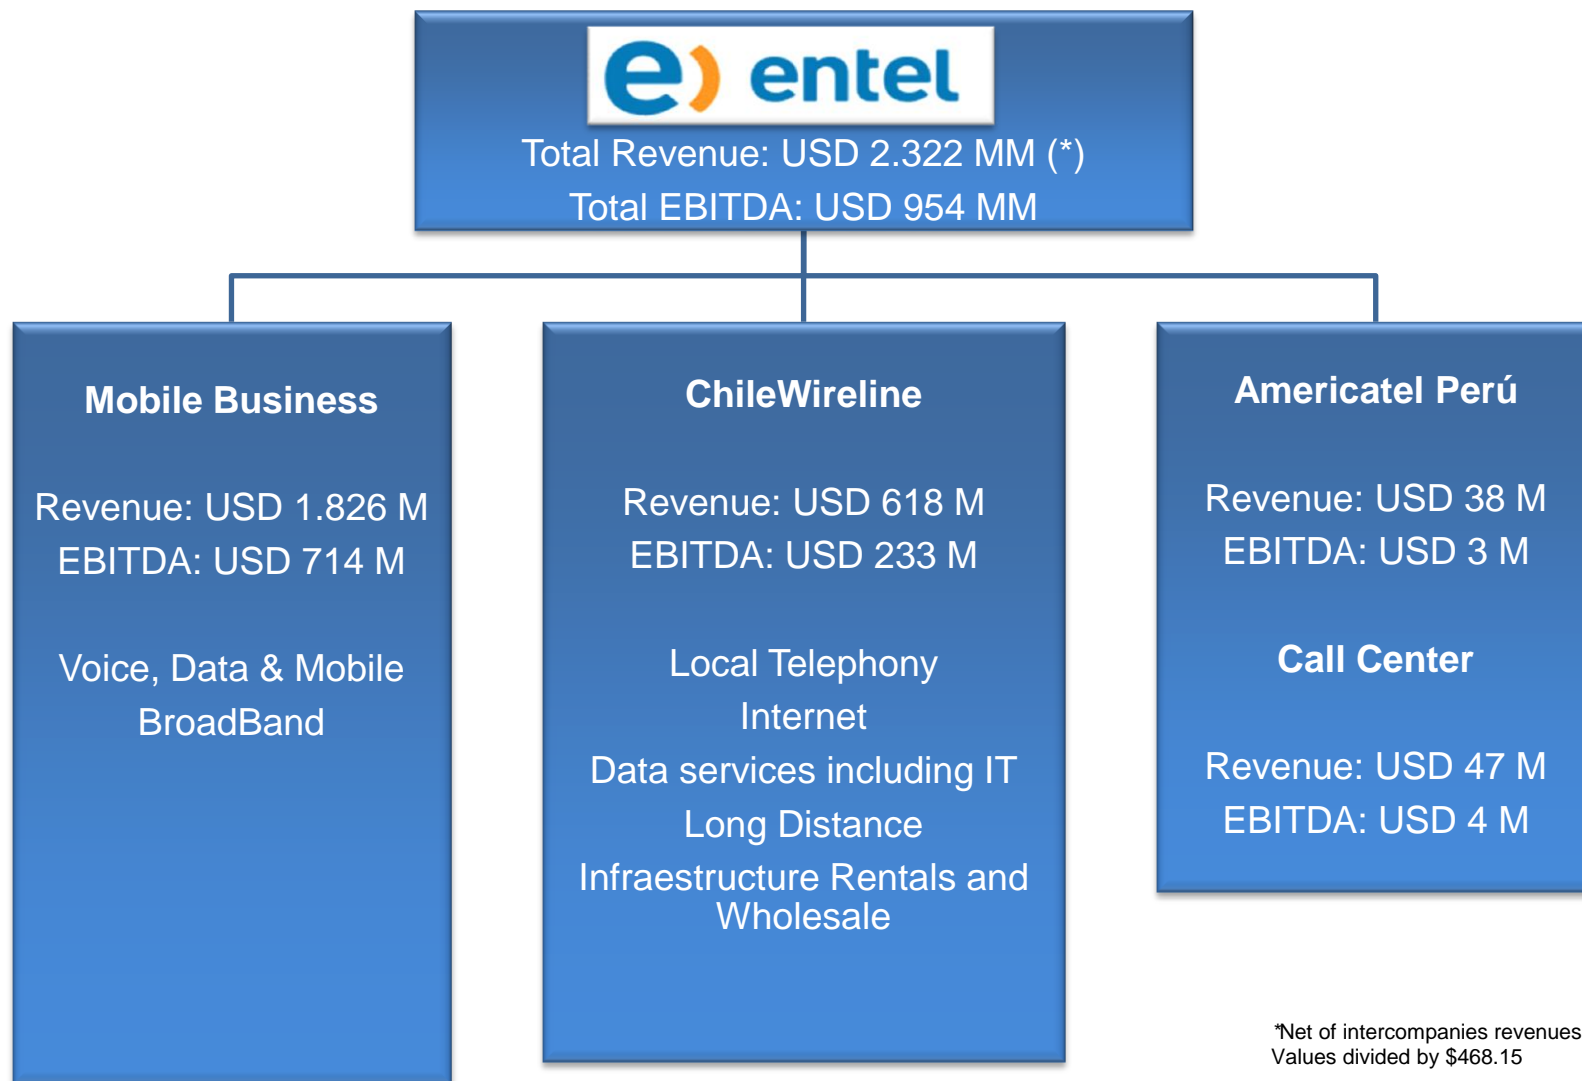 entel
Total Revenue: USD 2.322 MM (*)
Total EBITDA: USD 954 MM
Mobile Business
Revenue: USD 1.826 M
EBITDA: USD 714 M
Voice, Data & Mobile
BroadBand
ChileWireline
Revenue: USD 618 M
EBITDA: USD 233 M
Local Telephony
Internet
Data services including IT
Long Distance
Infraestructure Rentals and
Wholesale
Americatel Perú
Revenue: USD 38 M
EBITDA: USD 3 M
Call Center
Revenue: USD 47 M
EBITDA: USD 4 M
*Net of intercompanies revenues
Values divided by $468.15